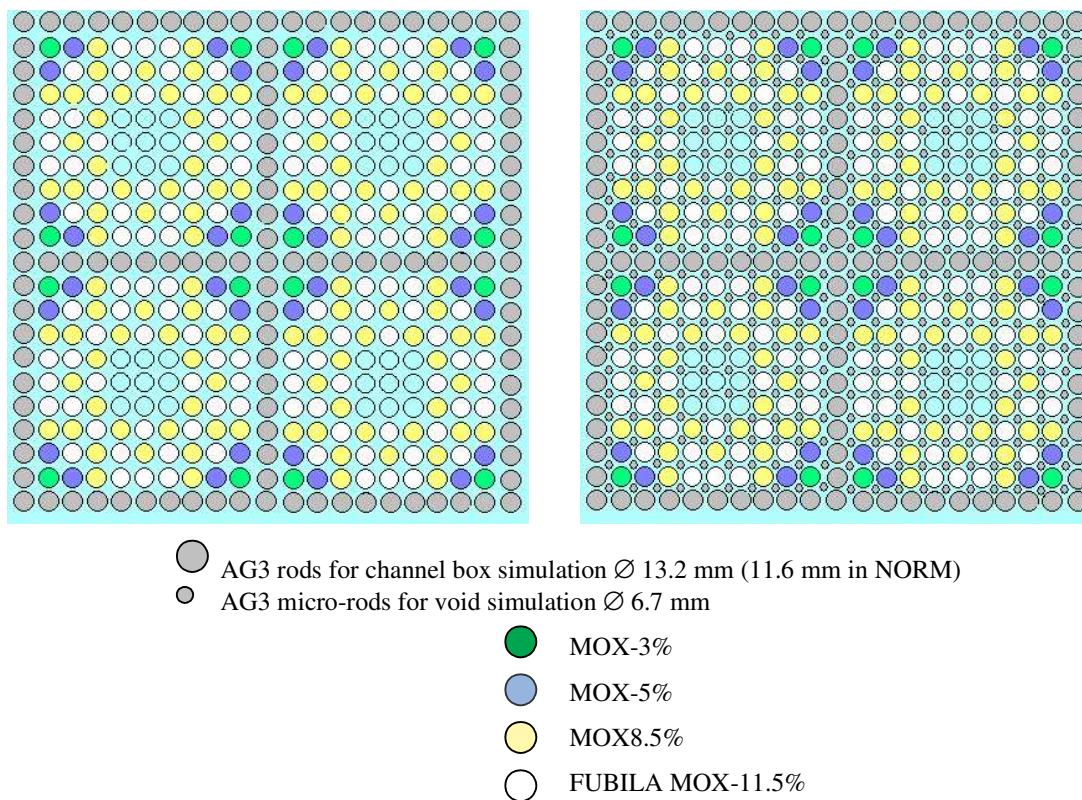 AG3 rods for channel box simulation ∅ 13.2 mm (11.6 mm in NORM)
AG3 micro-rods for void simulation ∅ 6.7 mm
MOX-3%
MOX-5%
MOX8.5%
FUBILA MOX-11.5%